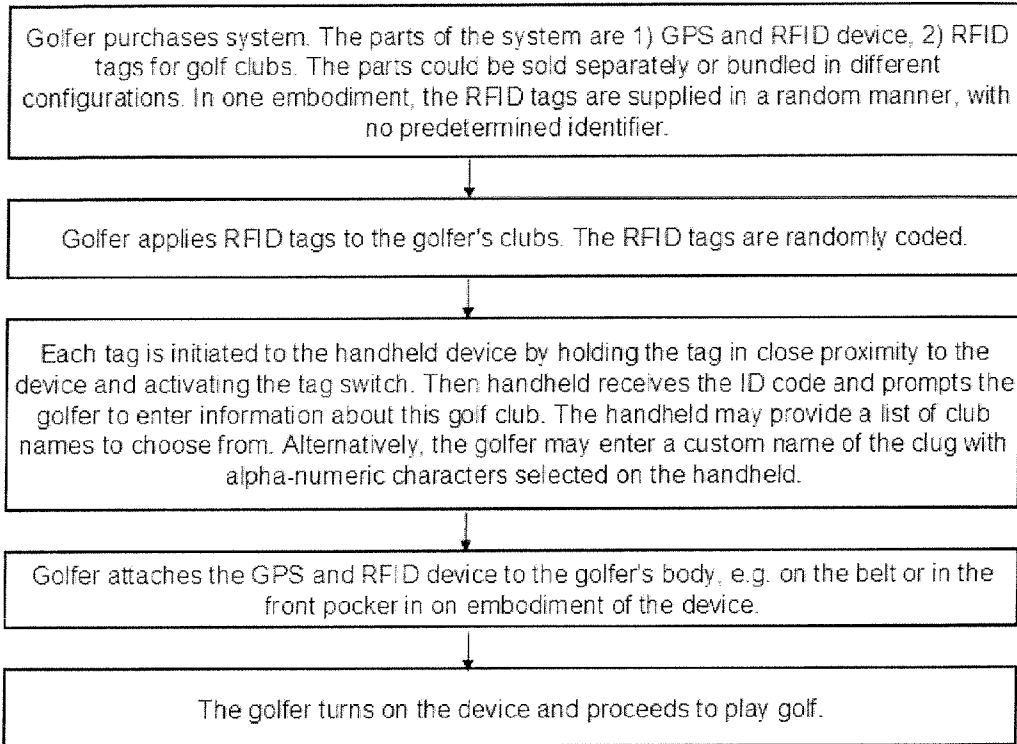 Golfer purchases system. The parts of the system are 1) GPS and RFID device, 2) RFID
tags for golf clubs. The parts could be sold separately or bundled in different
configurations. In one embodiment, the RFID tags are supplied in a random manner, with
no predetermined identifier.
Golfer applies RFID tags to the golfer's clubs. The RFID tags are randomly coded.
Each tag is initiated to the handheld device by holding the tag in close proximity to the
device and activating the tag switch. Then handheld receives the ID code and prompts the
golfer to enter information about this golf club. The handheld may provide a list of club
names to choose from. Alternatively, the golfer may enter a custom name of the clug with
alpha-numeric characters selected on the handheld.
Golfer attaches the GPS and RFID device to the golfer's body, e.g. on the belt or in the
front pocker in on embodiment of the device.
The golfer turns on the device and proceeds to play golf.